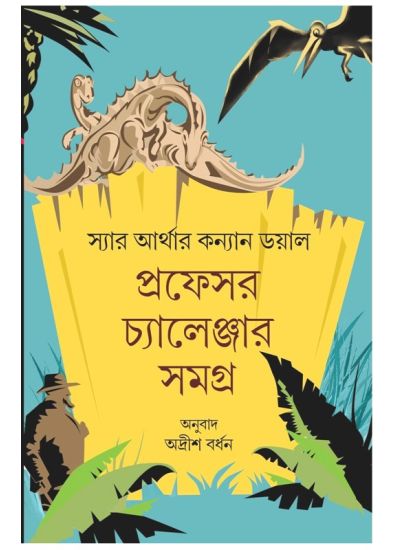 স্যার আর্থার কন্যান ডয়াল
প্রফেসর
চ্যালেঞ্জার
সমগ্র
অনুবাদ
অদ্রীশ বর্ধন